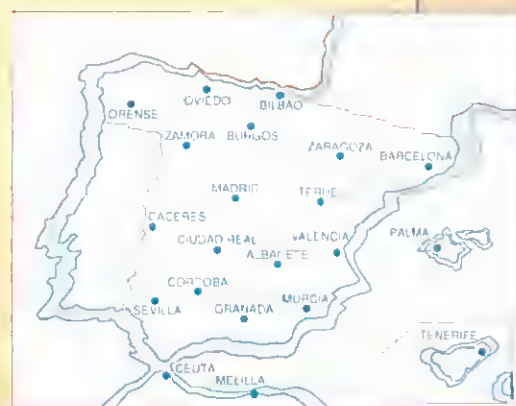 OVIEDO
BILBAO
ORENSE
BURGOS
ZAMORA
ZARAGOZA
BARCELONA
MADRID
CACERES
VALENCIA
PALMA
CIUDAD REAL
ALBACETE
CORDOBA
SEVILLA
GRANADA
MURCIA
TENERIFE
CEUTA
MELILLA